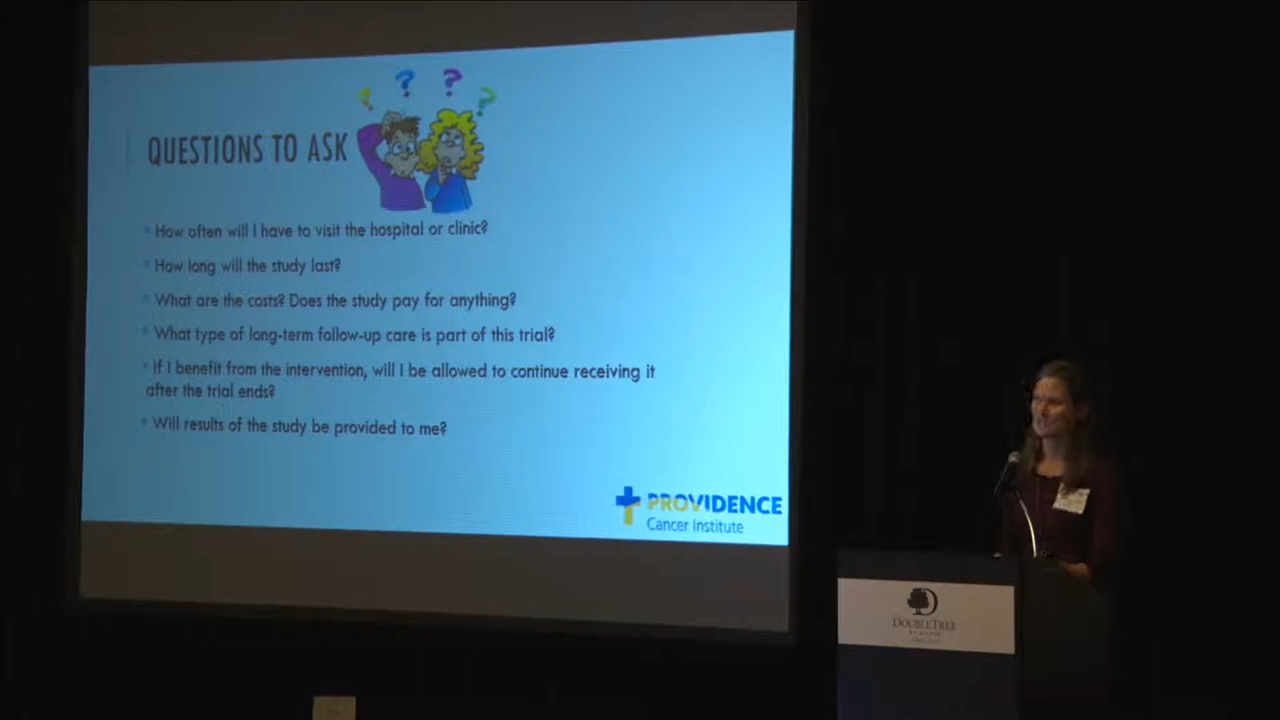 ? ? ? ?
QUESTIONS TO ASK
How often will I have to visit the hospital or clinic?
How long will the study last?
What are the costs? Does the study pay for anything?
What type of long-term follow-up care is part of this trial?
If I benefit from the intervention, will I be allowed to continue receiving it
after the trial ends?
Will results of the study be provided to me?
PROVIDENCE
Cancer Institute
D
DOUBLETREE